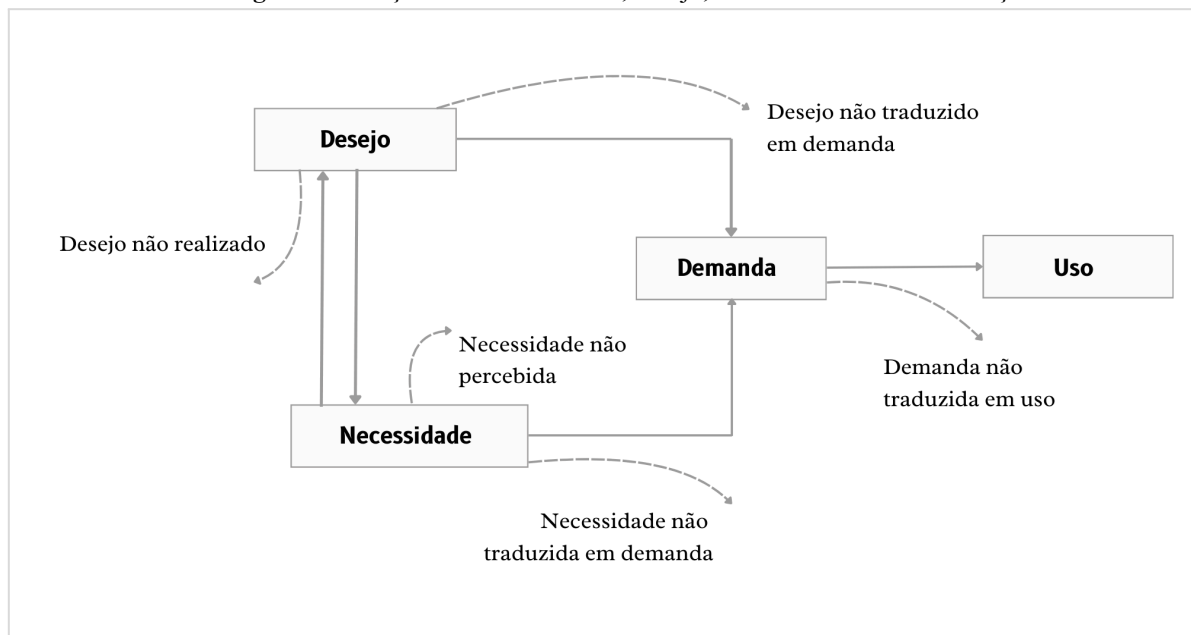 Desejo
Desejo não traduzido
em demanda
Desejo não realizado
Demanda
Uso
Necessidade não
percebida
Demanda não
traduzida em uso
Necessidade
Necessidade não
traduzida em demanda